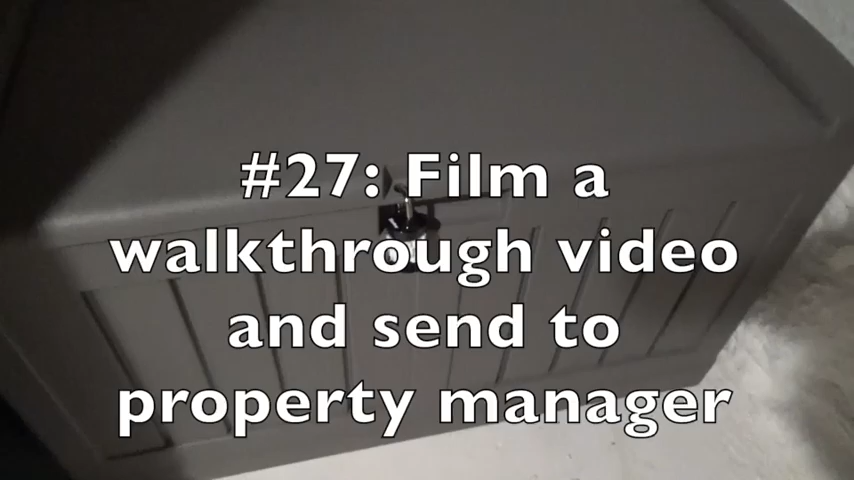 #27: Film a
walkthrough video
and send to
property manager